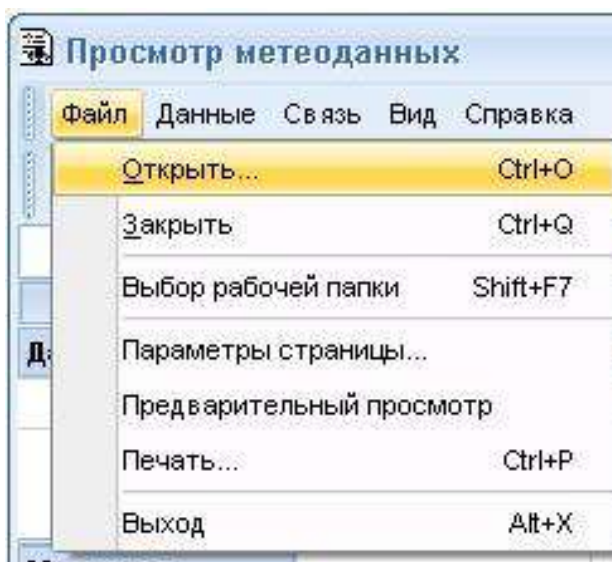 Просмотр метеоданных
Файл Данные Связь Вид Справка
Открыть... Ctrl+O
Закрыть Ctrl+Q
Выбор рабочей папки Shift+F7
Параметры страницы...
Предварительный просмотр
Печать... Ctrl+P
Выход Alt+X